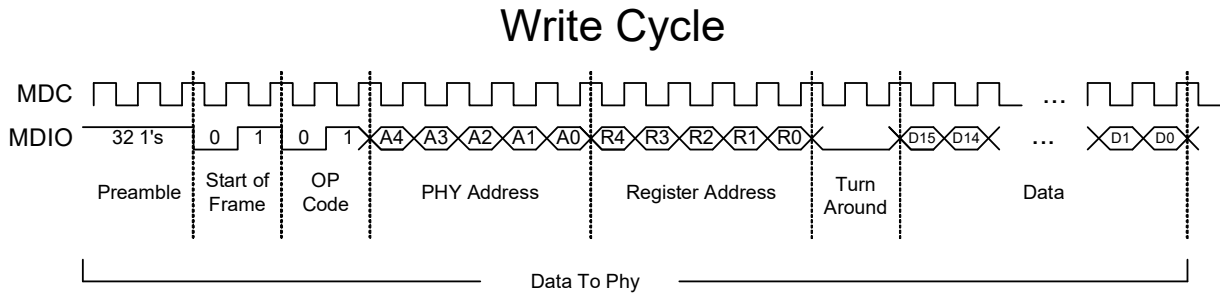 Write Cycle
MDC ...
MDIO 32 1's 0 1 0 1 A4 A3 A2 A1 A0 R4 R3 R2 R1 R0 D15 D14 ... D1 D0
Preamble Start of Frame OP Code PHY Address Register Address Turn Around Data
Data To Phy